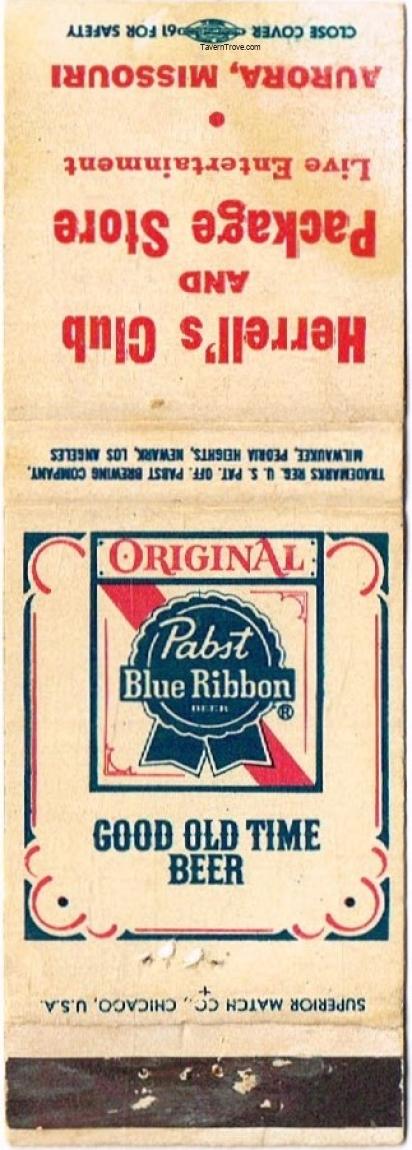 CLOSE COVER 61 FOR SAFETY
TavernTrove.com
AURORA, MISSOURI
•
Live Entertainment
Package Store
AND
Herrell's Club
TRADEMARKS REG. U. S. PAT. OFF. PABST BREWING COMPANY,
MILWAUKEE, PEORIA HEIGHTS, NEWARK, LOS ANGELES
ORIGINAL
Pabst
Blue Ribbon
BEER
®
GOOD OLD TIME
BEER
SUPERIOR MATCH CO., CHICAGO, U.S.A.